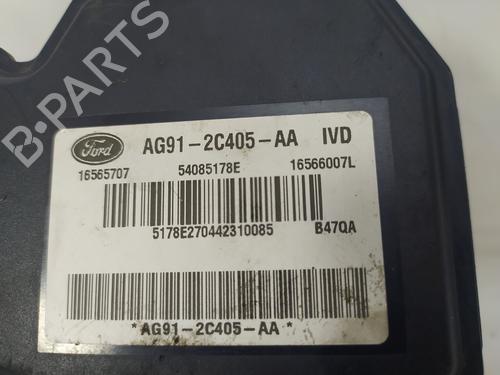 B-PARTS
Ford
AG91-2C405-AA IVD
16565707 54085178E 16566007L
5178E270442310085 B47QA
*AG91-2C405-AA*